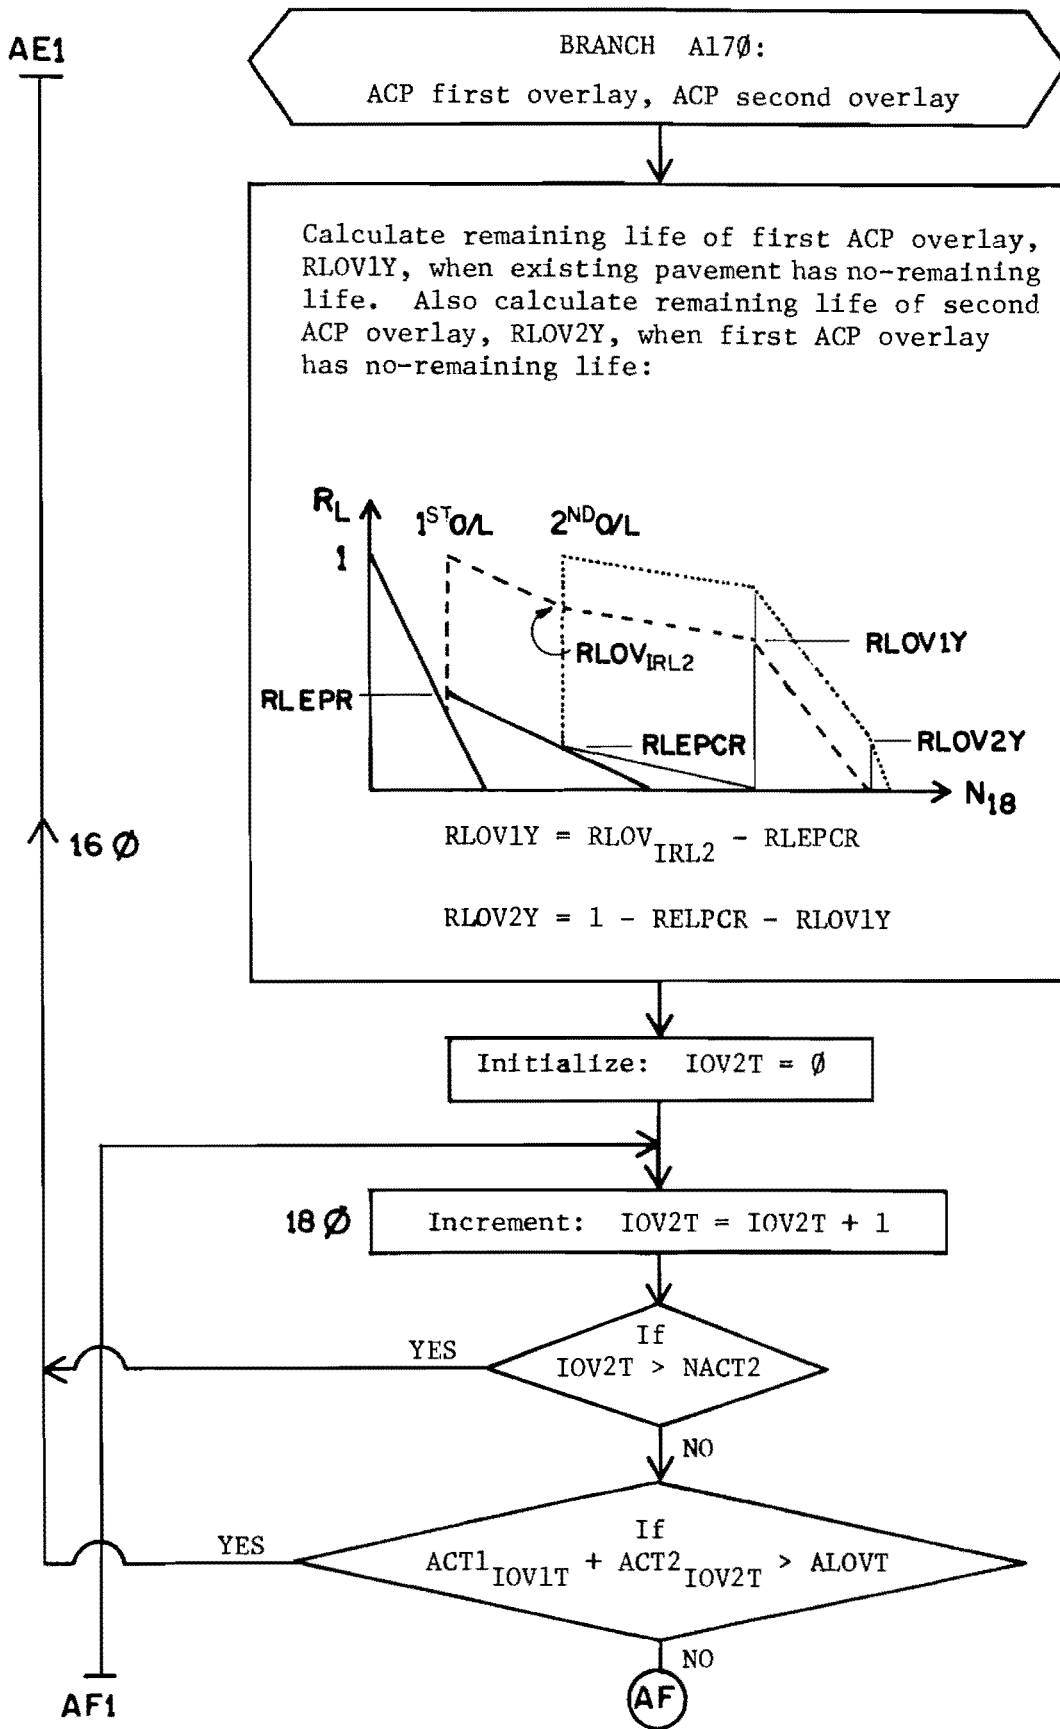 AE1
BRANCH A17Ø:
ACP first overlay, ACP second overlay
Calculate remaining life of first ACP overlay,
RLOV1Y, when existing pavement has no-remaining
life. Also calculate remaining life of second
ACP overlay, RLOV2Y, when first ACP overlay
has no-remaining life:
RL
1
1ST O/L
2ND O/L
RLOVIRL2
RLOV1Y
RLEPR
RLEPCR
RLOV2Y
N18
RLOV1Y = RLOVIRL2 - RLEPCR
RLOV2Y = 1 - RELPCR - RLOV1Y
16Ø
Initialize: IOV2T = Ø
18Ø
Increment: IOV2T = IOV2T + 1
YES
If
IOV2T > NACT2
NO
YES
If
ACT1IOV1T + ACT2IOV2T > ALOVT
NO
AF1
AF